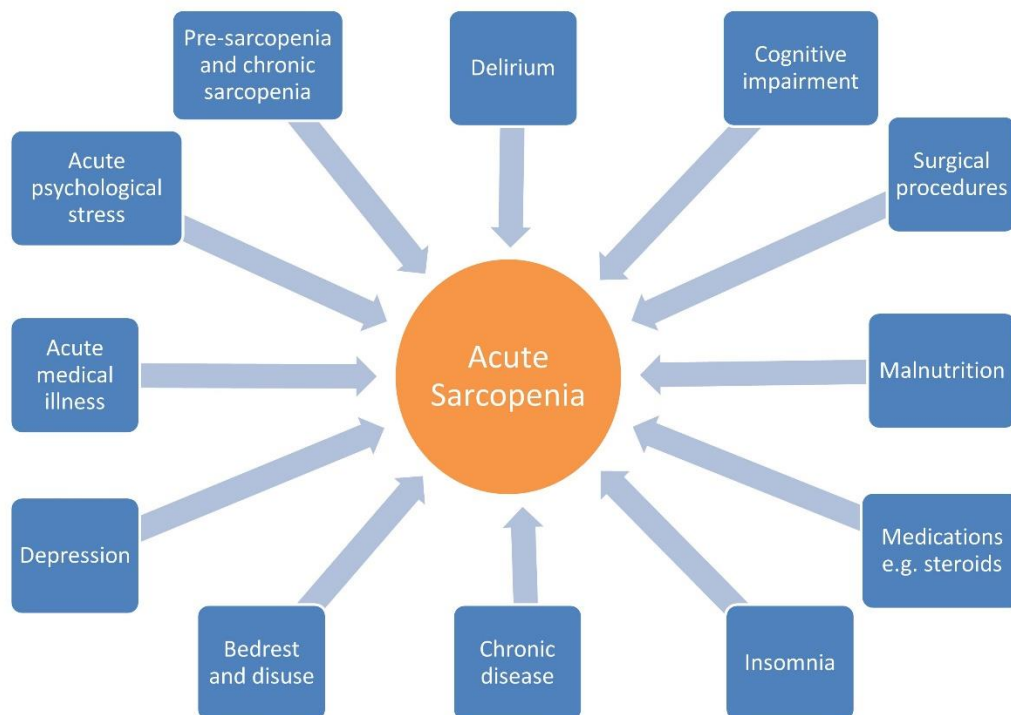 Pre-sarcopenia
and chronic
sarcopenia
Delirium
Cognitive
impairment
Acute
psychological
stress
Surgical
procedures
Acute
medical
illness
Acute
Sarcopenia
Malnutrition
Depression
Medications
e.g. steroids
Bedrest
and disuse
Chronic
disease
Insomnia